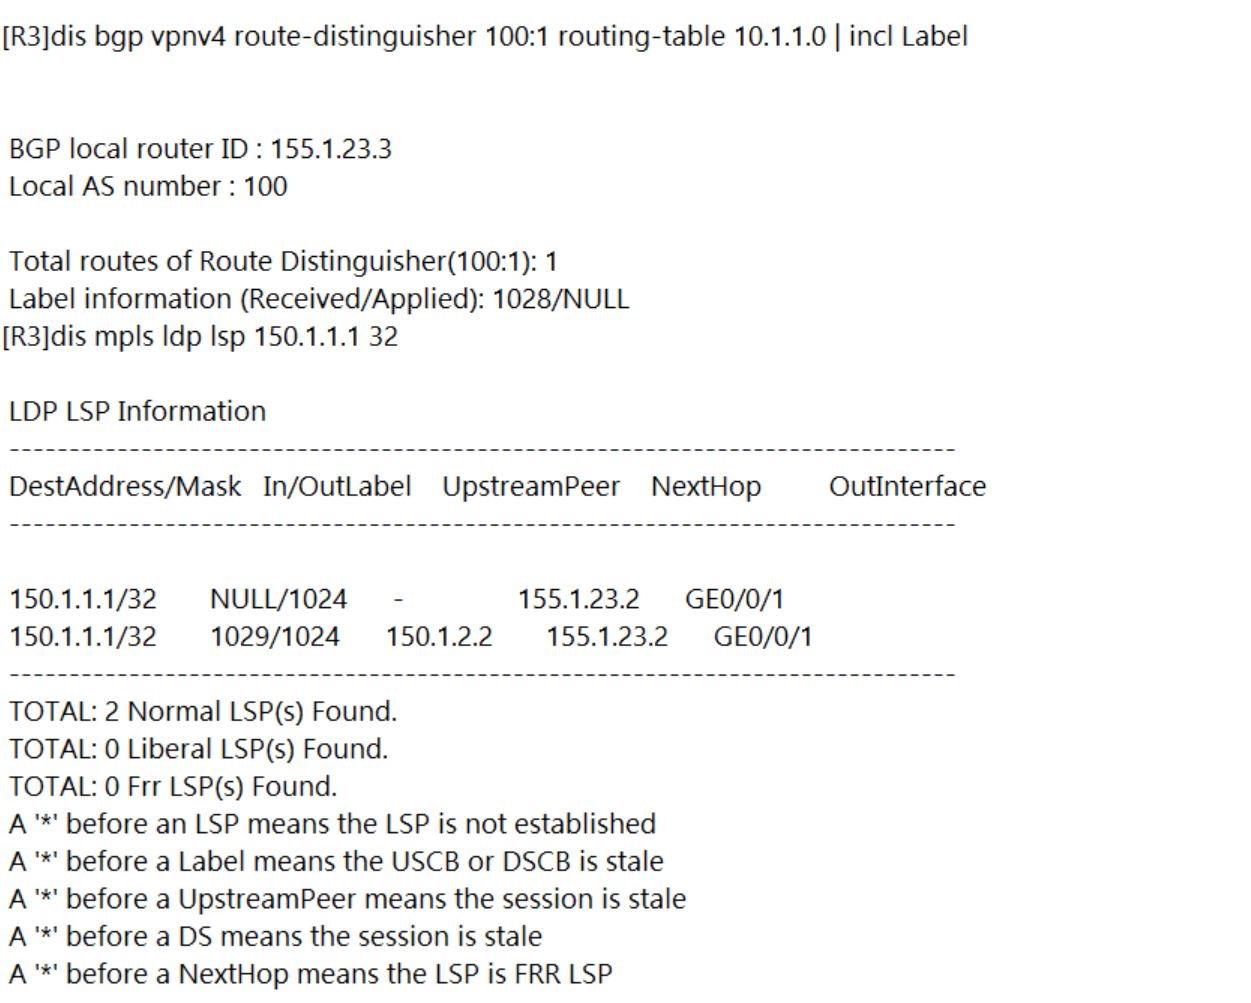 [R3]dis bgp vpnv4 route-distinguisher 100:1 routing-table 10.1.1.0 | incl Label
BGP local router ID : 155.1.23.3
Local AS number : 100
Total routes of Route Distinguisher(100:1): 1
Label information (Received/Applied): 1028/NULL
[R3]dis mpls ldp lsp 150.1.1.1 32
LDP LSP Information
-------------------------------------------------------------------------------
DestAddress/Mask In/OutLabel UpstreamPeer NextHop OutInterface
-------------------------------------------------------------------------------
150.1.1.1/32 NULL/1024 - 155.1.23.2 GE0/0/1
150.1.1.1/32 1029/1024 150.1.2.2 155.1.23.2 GE0/0/1
-------------------------------------------------------------------------------
TOTAL: 2 Normal LSP(s) Found.
TOTAL: 0 Liberal LSP(s) Found.
TOTAL: 0 Frr LSP(s) Found.
A '*' before an LSP means the LSP is not established
A '*' before a Label means the USCB or DSCB is stale
A '*' before a UpstreamPeer means the session is stale
A '*' before a DS means the session is stale
A '*' before a NextHop means the LSP is FRR LSP